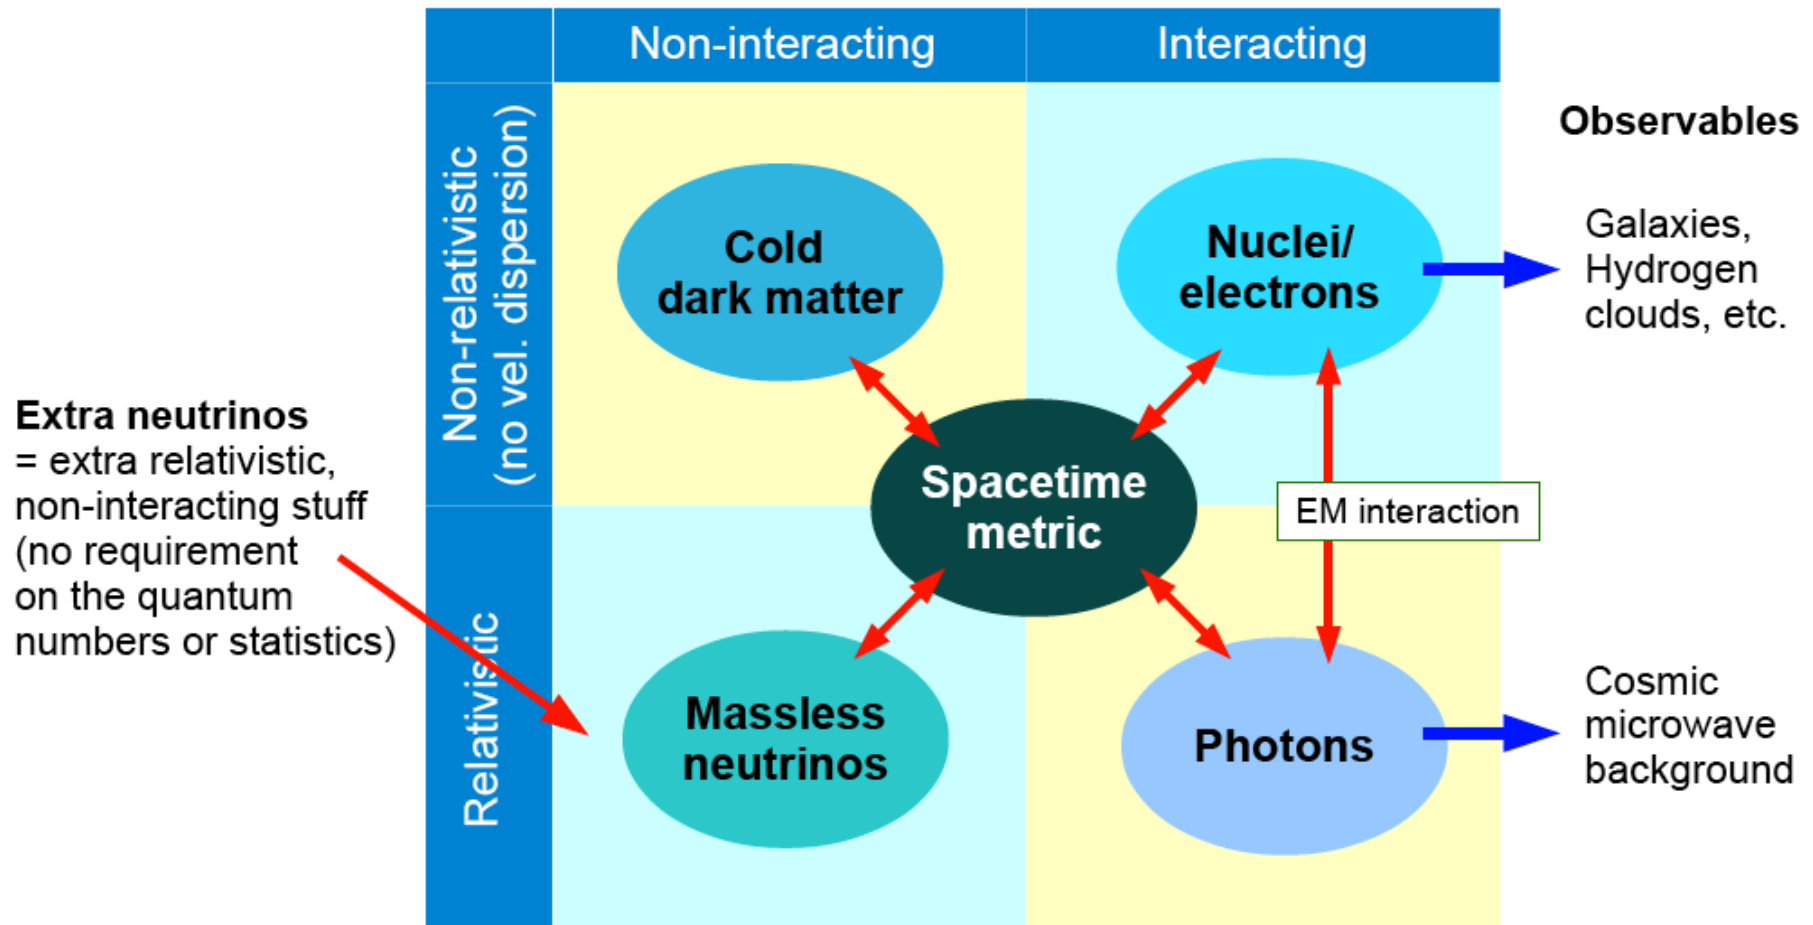 Non-interacting
Interacting
Non-relativistic
(no vel. dispersion)
Relativistic
Observables
Cold
dark matter
Nuclei/
electrons
Galaxies,
Hydrogen
clouds, etc.
Extra neutrinos
= extra relativistic,
non-interacting stuff
(no requirement
on the quantum
numbers or statistics)
Spacetime
metric
EM interaction
Massless
neutrinos
Photons
Cosmic
microwave
background